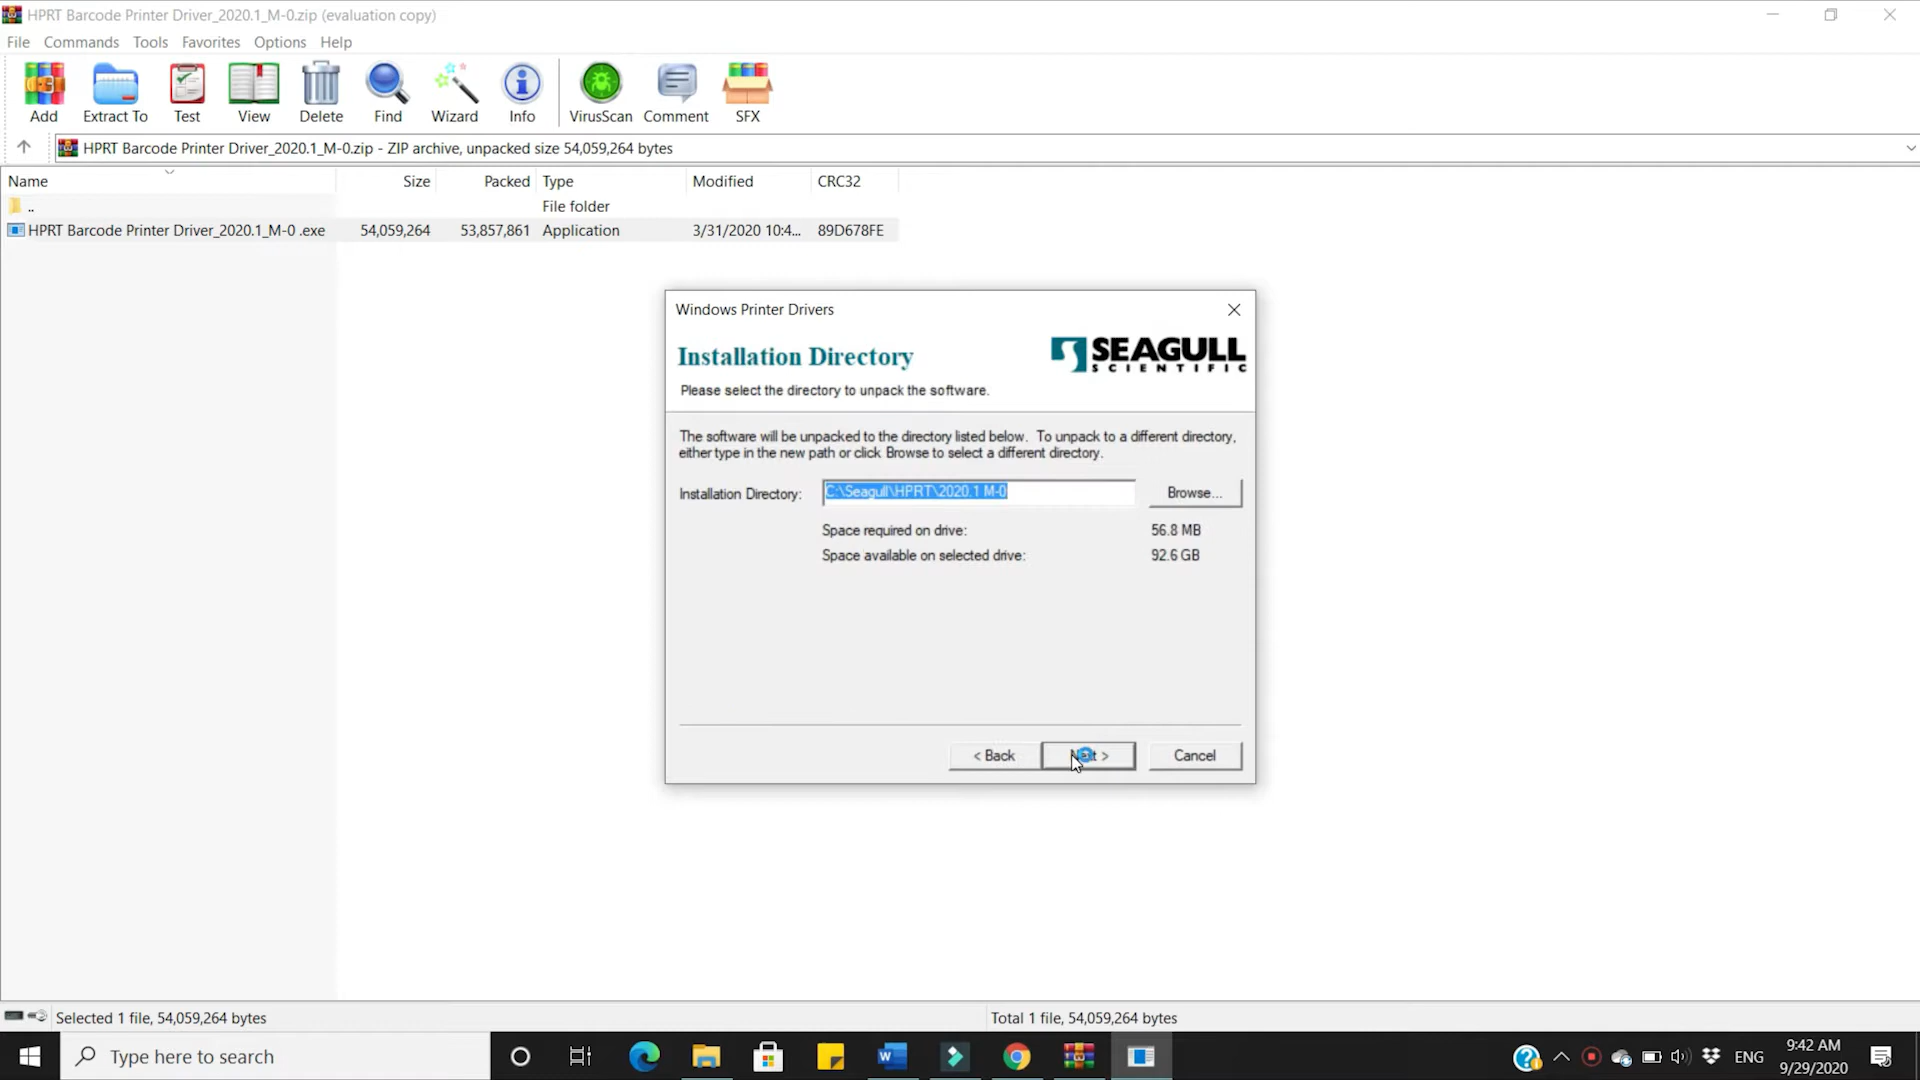 HPRT Barcode Printer Driver_2020.1_M-0.zip (evaluation copy)
File Commands Tools Favorites Options Help
Add Extract To Test View Delete Find Wizard Info VirusScan Comment SFX
HPRT Barcode Printer Driver_2020.1_M-0.zip - ZIP archive, unpacked size 54,059,264 bytes
Name Size Packed Type Modified CRC32
.. File folder
HPRT Barcode Printer Driver_2020.1_M-0 .exe 54,059,264 53,857,861 Application 3/31/2020 10:4... 89D678FE
Windows Printer Drivers
Installation Directory
SEAGULL
SCIENTIFIC
Please select the directory to unpack the software.
The software will be unpacked to the directory listed below. To unpack to a different directory,
either type in the new path or click Browse to select a different directory.
Installation Directory: C:\Seagull\HPRT\2020.1 M-0 Browse...
Space required on drive: 56.8 MB
Space available on selected drive: 92.6 GB
< Back >  Cancel
Selected 1 file, 54,059,264 bytes
Total 1 file, 54,059,264 bytes
Type here to search
ENG
9:42 AM
9/29/2020